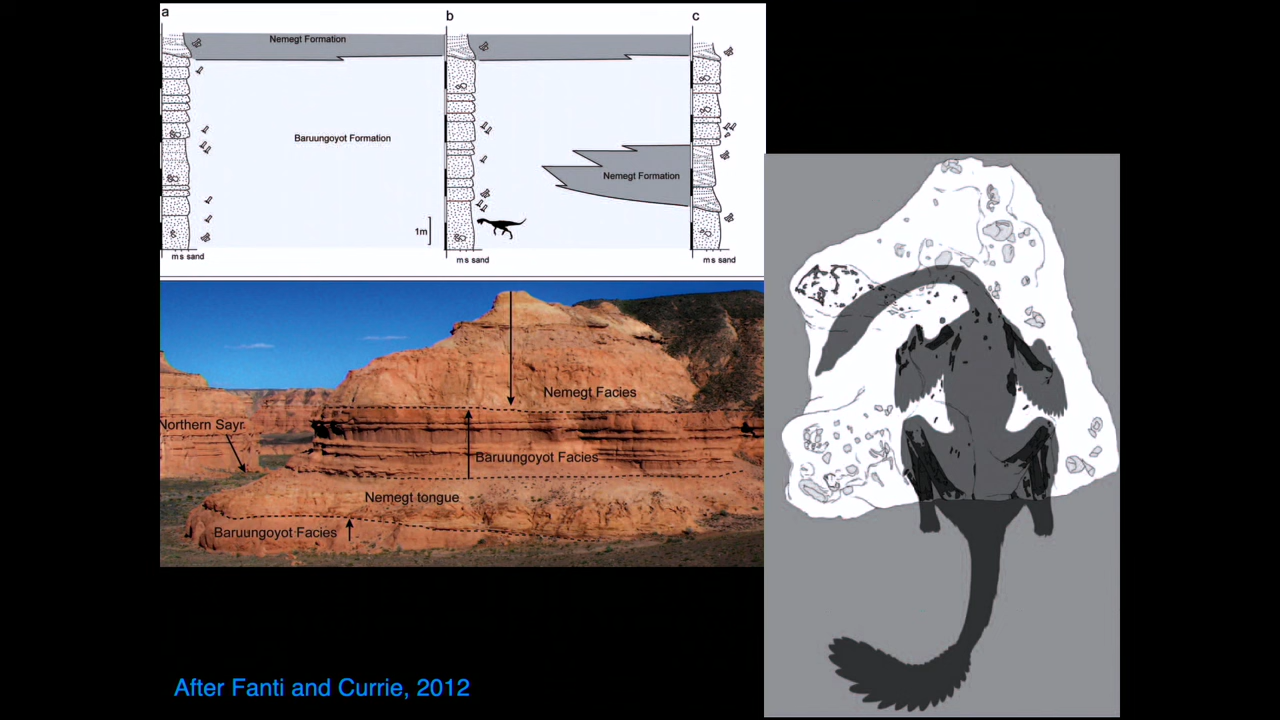 a
b
c
Nemegt Formation
Baruungoyot Formation
Nemegt Formation
1m
m s sand
m s sand
m s sand
Nemegt Facies
Northern Sayr
Baruungoyot Facies
Nemegt tongue
Baruungoyot Facies
After Fanti and Currie, 2012